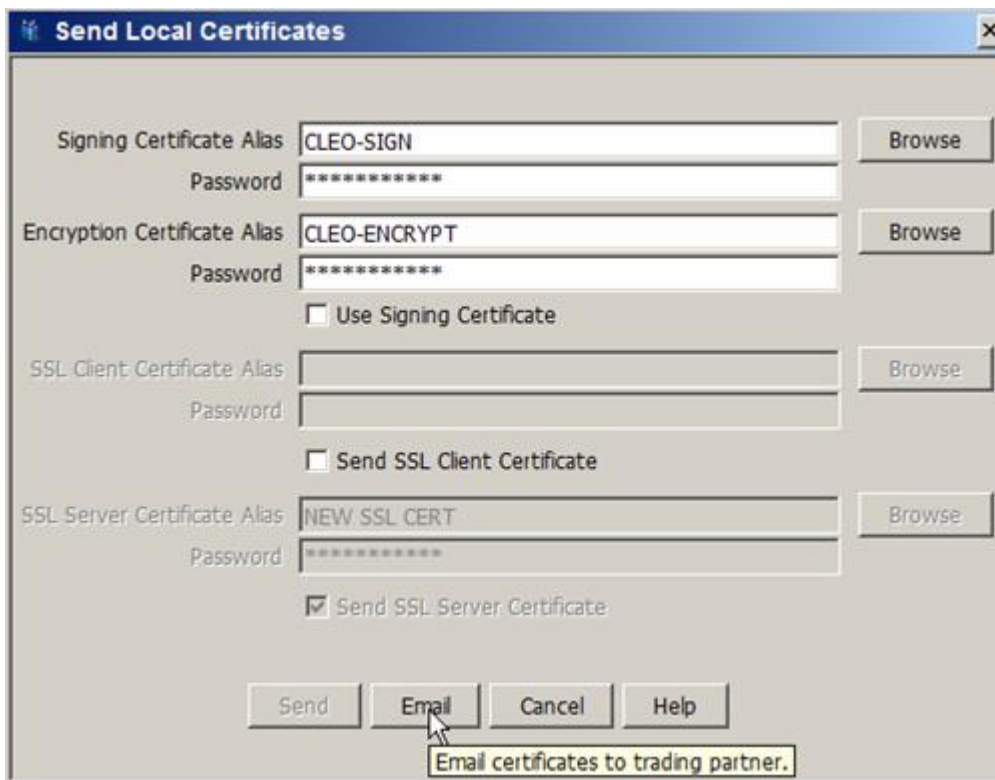 Send Local Certificates
Signing Certificate Alias CLEO-SIGN Browse
Password ***********
Encryption Certificate Alias CLEO-ENCRYPT Browse
Password ***********
Use Signing Certificate
SSL Client Certificate Alias Browse
Password
Send SSL Client Certificate
SSL Server Certificate Alias NEW SSL CERT Browse
Password ***********
Send SSL Server Certificate
Send Email Cancel Help
Email certificates to trading partner.